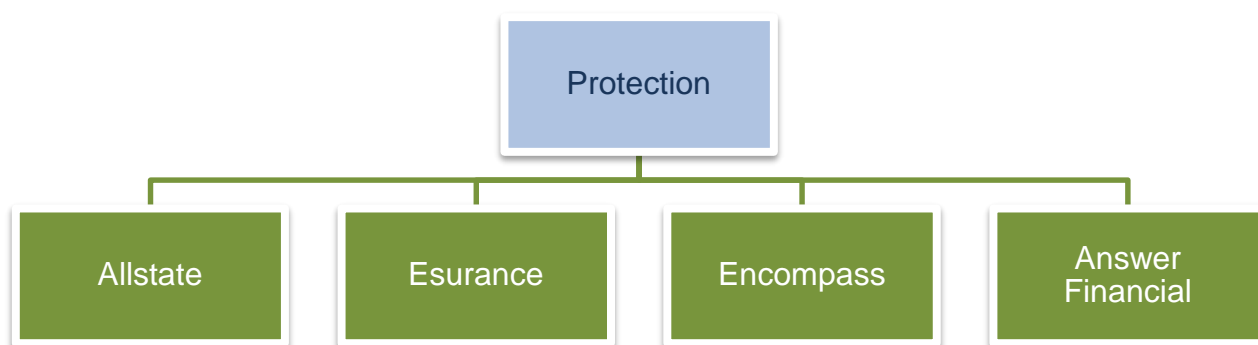 Protection
Allstate
Esurance
Encompass
Answer
Financial